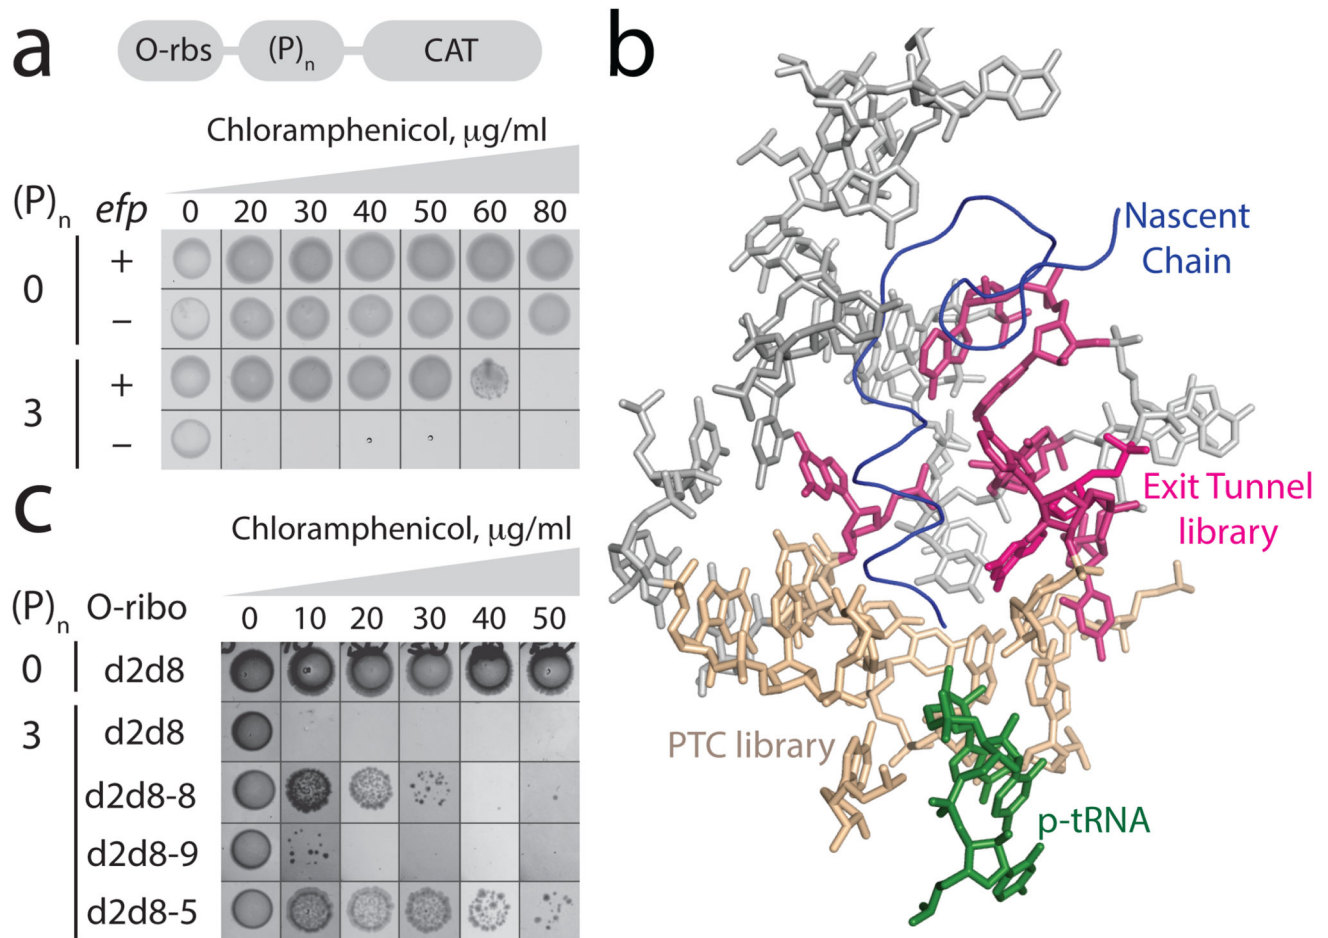 a
O-rbs (P)n CAT
Chloramphenicol, μg/ml
(P)n efp 0 20 30 40 50 60 80
0 +
–
3 +
–
b
Nascent
Chain
Exit Tunnel
library
PTC library
p-tRNA
c
Chloramphenicol, μg/ml
(P)n O-ribo 0 10 20 30 40 50
0 d2d8
3 d2d8
d2d8-8
d2d8-9
d2d8-5